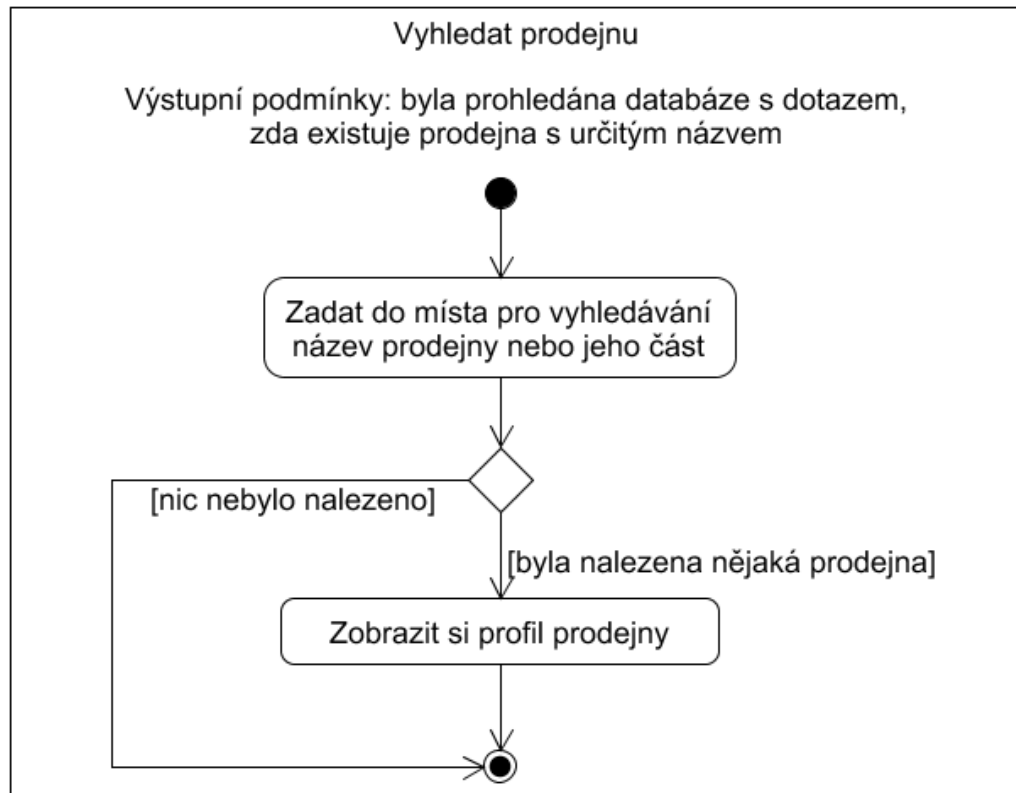 Vyhledat prodejnu
Výstupní podmínky: byla prohledána databáze s dotazem,
zda existuje prodejna s určitým názvem
Zadat do místa pro vyhledávání
název prodejny nebo jeho část
[nic nebylo nalezeno]
[byla nalezena nějaká prodejna]
Zobrazit si profil prodejny